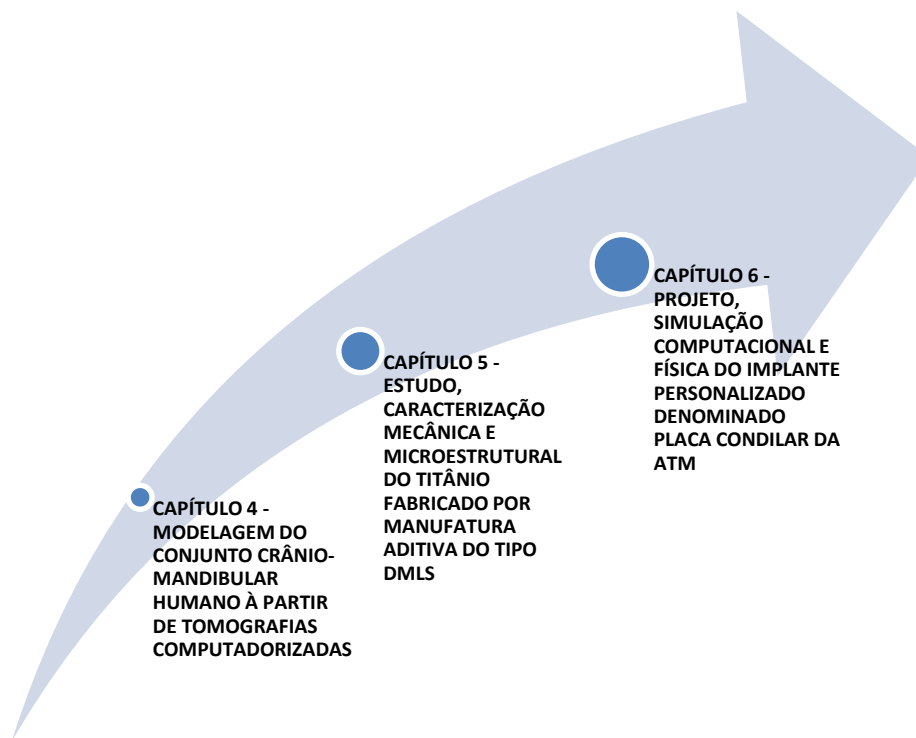 CAPÍTULO 4 -
MODELAGEM DO
CONJUNTO CRÂNIO-
MANDIBULAR
HUMANO À PARTIR
DE TOMOGRAFIAS
COMPUTADORIZADAS
CAPÍTULO 5 -
ESTUDO,
CARACTERIZAÇÃO
MECÂNICA E
MICROESTRUTURAL
DO TITÂNIO
FABRICADO POR
MANUFATURA
ADITIVA DO TIPO
DMLS
CAPÍTULO 6 -
PROJETO,
SIMULAÇÃO
COMPUTACIONAL E
FÍSICA DO IMPLANTE
PERSONALIZADO
DENOMINADO
PLACA CONDILAR DA
ATM